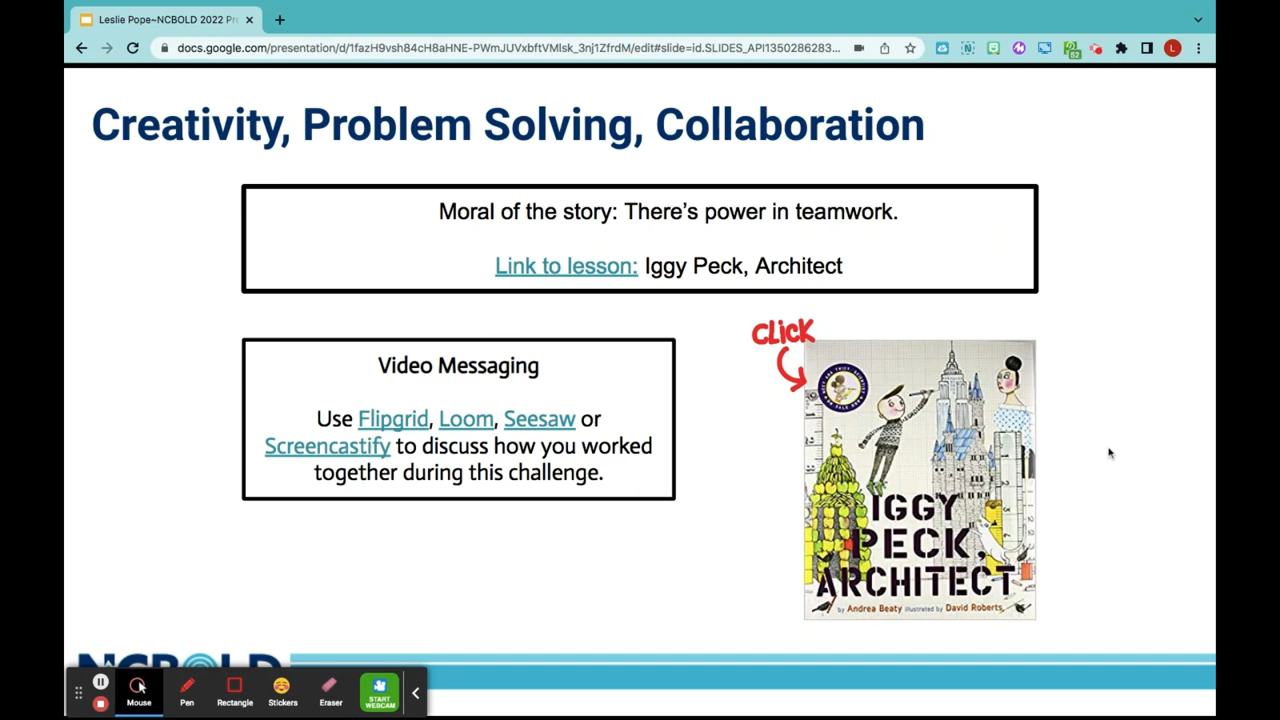 Leslie Pope~NCBOLD 2022 Pr
docs.google.com/presentation/d/1fazH9vsh84cH8aHNE-PWmJUVxbftVMlsk_3nj1ZfrdM/edit#slide=id.SLIDES_API1350286283...
52
L
Creativity, Problem Solving, Collaboration
Moral of the story: There's power in teamwork.
Link to lesson: Iggy Peck, Architect
Video Messaging
Use Flipgrid, Loom, Seesaw or
Screencastify to discuss how you worked
together during this challenge.
CLICK
IGGY
PECK,
ARCHITECT
by Andrea Beaty illustrated by David Roberts
NCBOLD
Mouse
Pen
Rectangle
Stickers
Eraser
START
WEBCAM